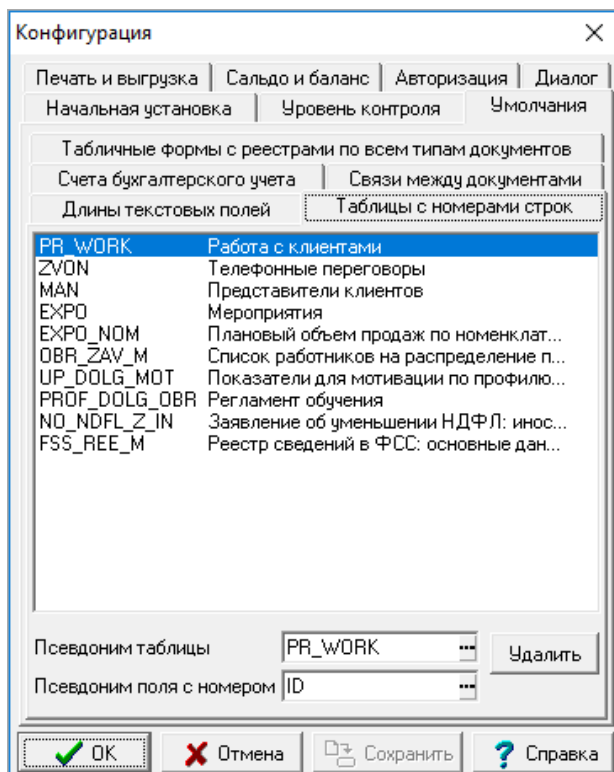 Конфигурация
Печать и выгрузка Сальдо и баланс Авторизация Диалог
Начальная установка Уровень контроля Умолчания
Табличные формы с реестрами по всем типам документов
Счета бухгалтерского учета Связи между документами
Длины текстовых полей Таблицы с номерами строк
PR_WORK Работа с клиентами
ZVON Телефонные переговоры
MAN Представители клиентов
EXPO Мероприятия
EXPO_NOM Плановый объем продаж по номенклат...
OBR_ZAV_M Список работников на распределение п...
UP_DOLG_MOT Показатели для мотивации по профилю...
PROF_DOLG_OBR Регламент обучения
NO_NDFL_Z_IN Заявление об уменьшении НДФЛ: инос...
FSS_REE_M Реестр сведений в ФСС: основные дан...
Псевдоним таблицы PR_WORK ... Удалить
Псевдоним поля с номером ID ...
OK Отмена Сохранить Справка